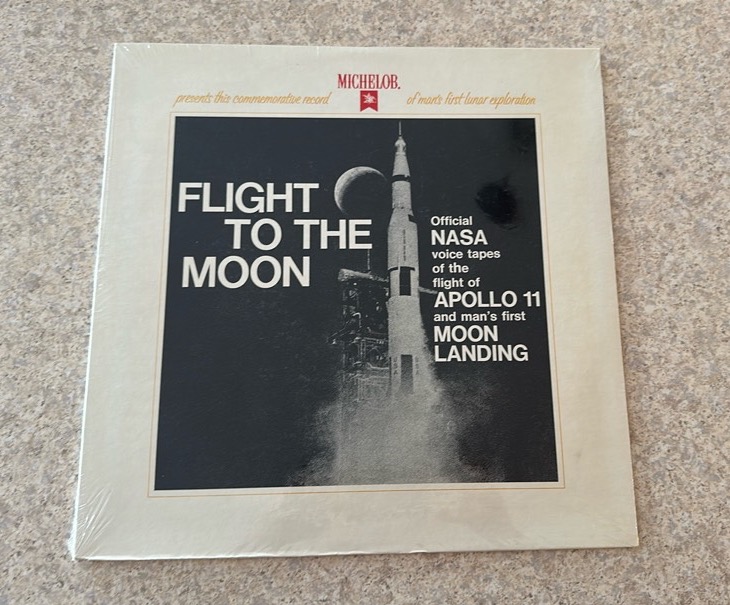 MICHELOB.
presents this commemorative record of man's first lunar exploration
FLIGHT
TO THE
MOON
Official
NASA
voice tapes
of the
flight of
APOLLO 11
and man's first
MOON
LANDING